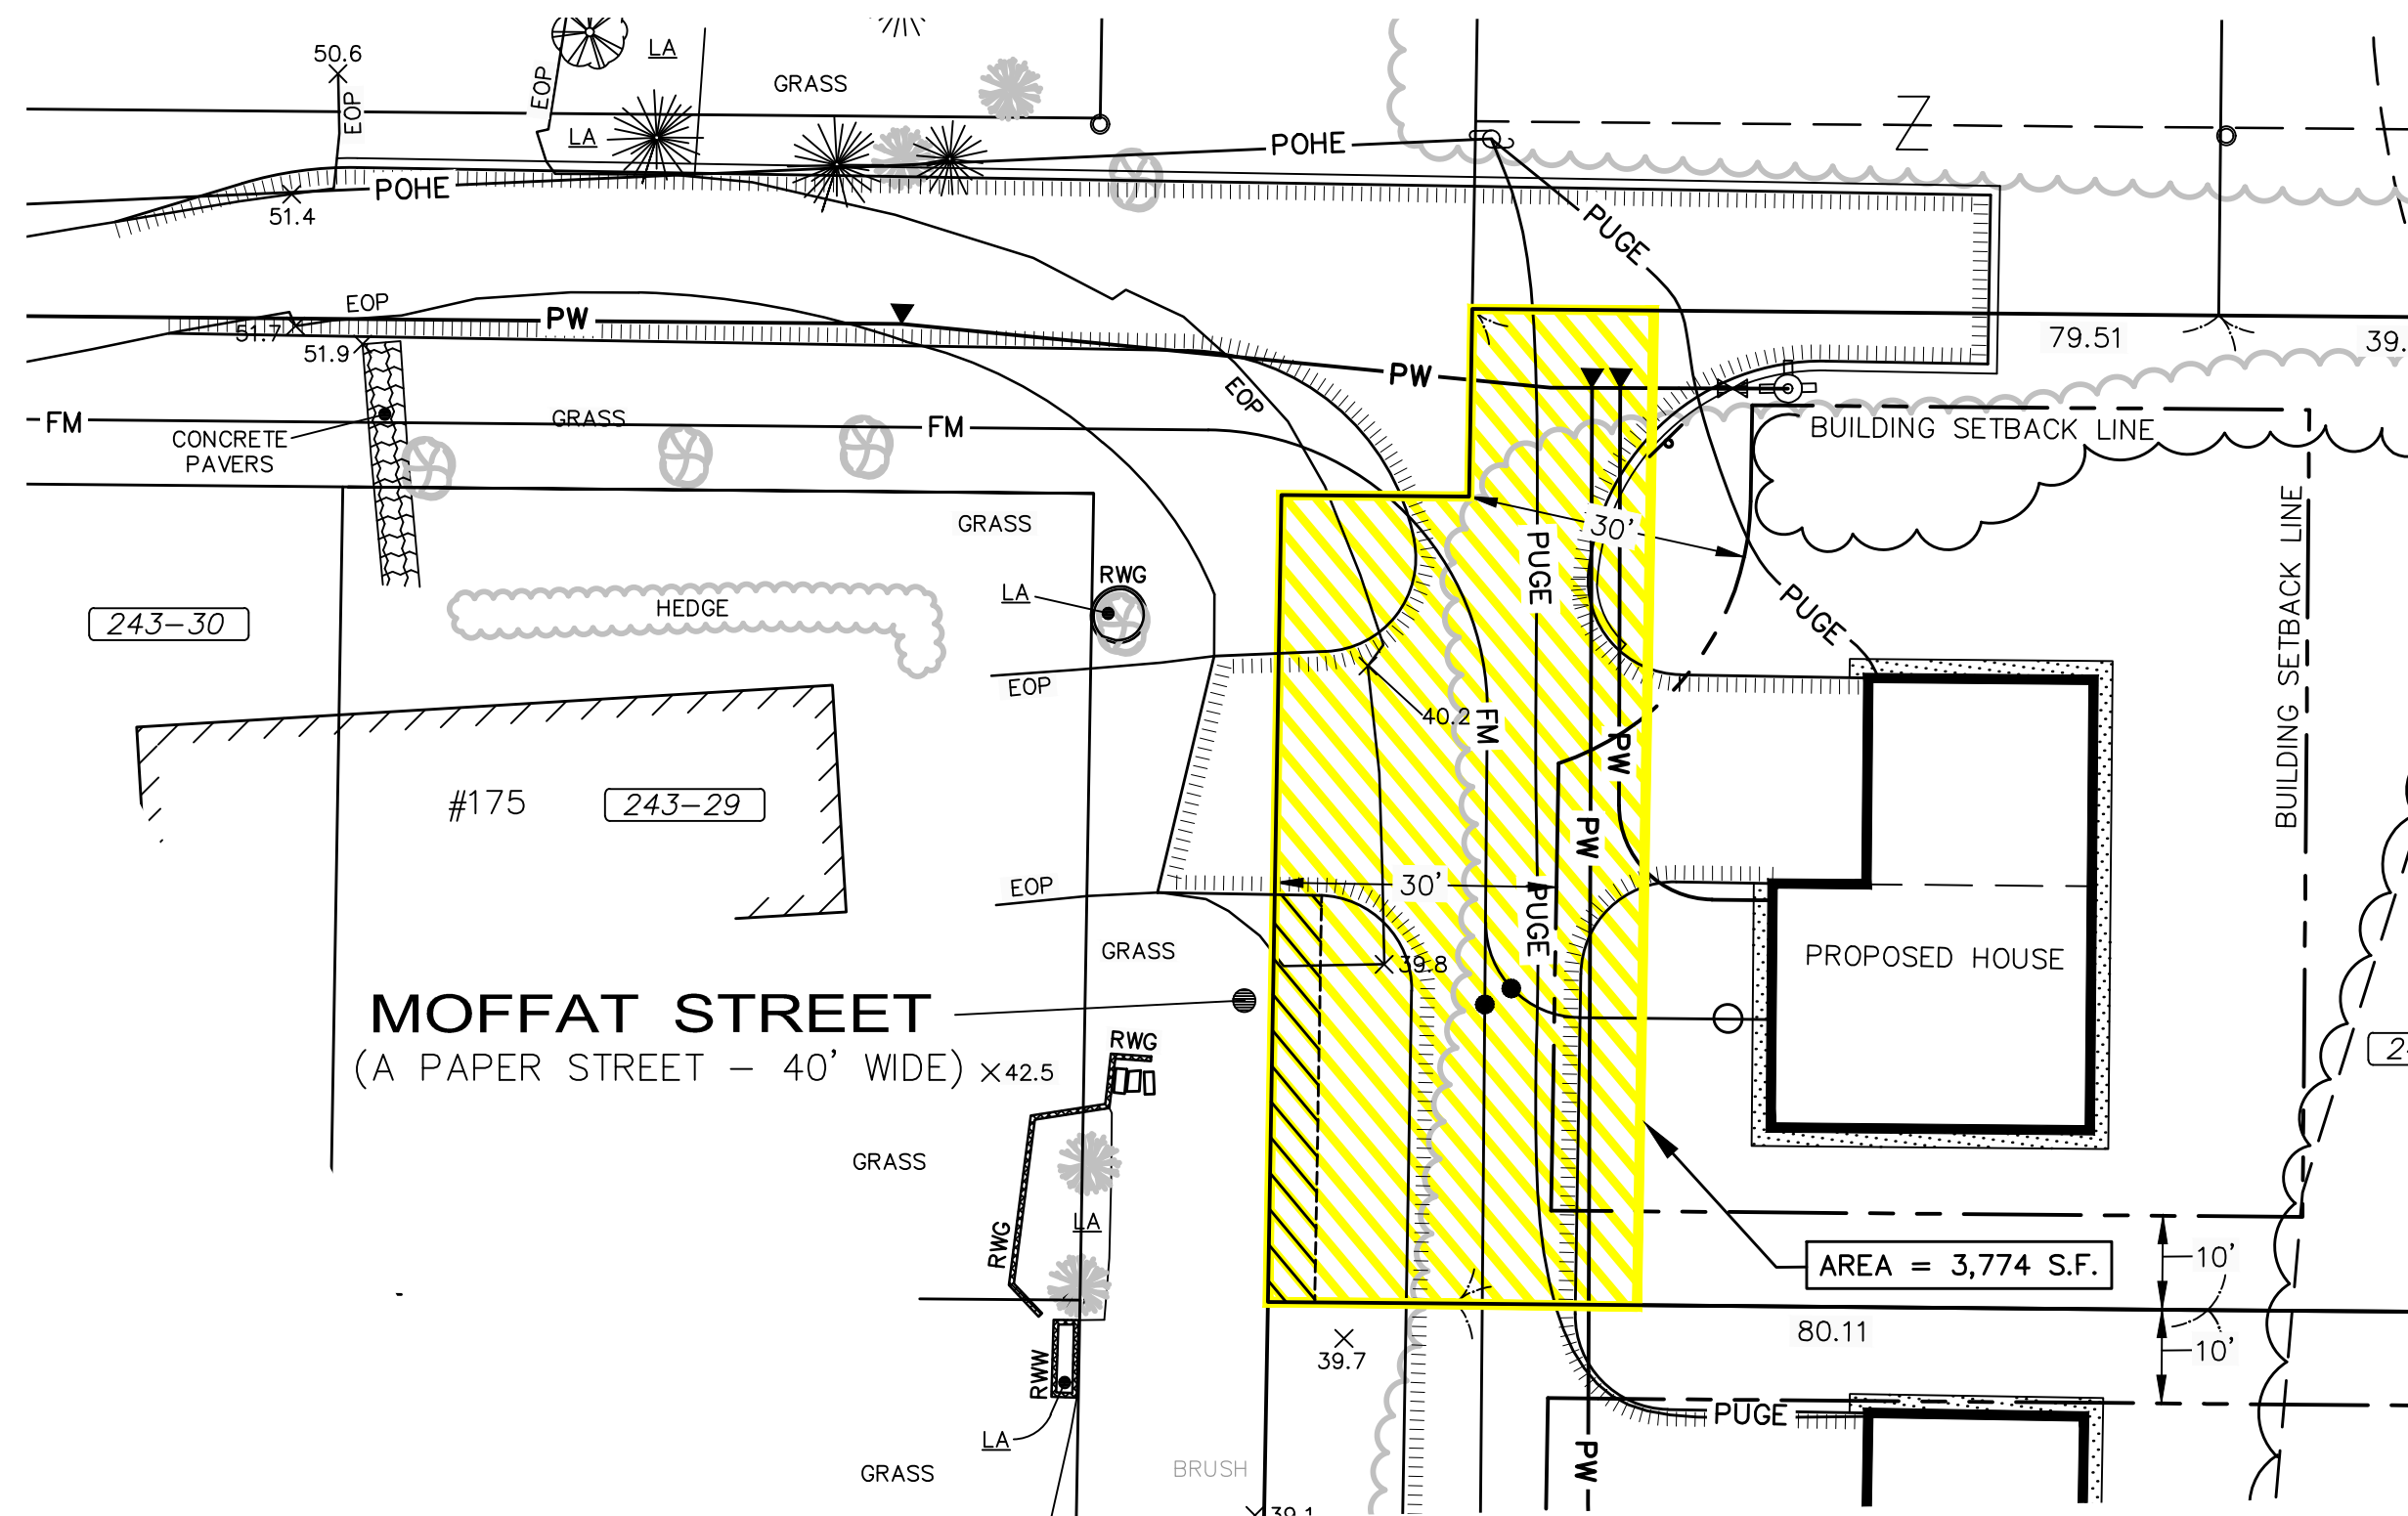 50.6
EOP
EOP
LA
LA
GRASS
POHE
Z
POHE
51.4
PUGE
EOP
51.7
51.9
PW
PW
79.51
39.
FM
CONCRETE
PAVERS
GRASS
FM
EOP
BUILDING SETBACK LINE
GRASS
30'
PUGE
BUILDING SETBACK LINE
243-30
HEDGE
LA
RWG
PUGE
EOP
40.2
FM
PW
#175
243-29
PW
EOP
30'
PUGE
GRASS
39.8
PROPOSED HOUSE
MOFFAT STREET
(A PAPER STREET - 40' WIDE)
42.5
RWG
2
GRASS
LA
RWG
AREA = 3,774 S.F.
10'
80.11
10'
39.7
RWW
PUGE
LA
GRASS
BRUSH
PW
39.1